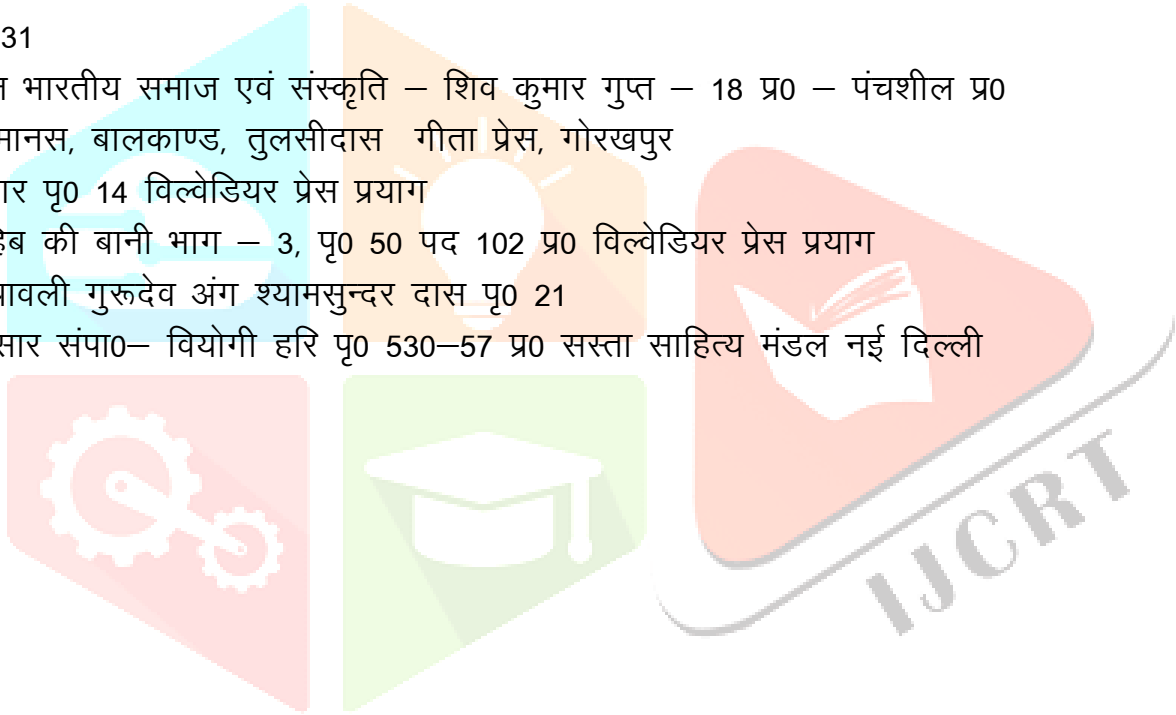 31
भारतीय समाज एवं संस्कृति – शिव कुमार गुप्त – 18 प्र0 – पंचशील प्र0
मानस, बालकाण्ड, तुलसीदास गीता प्रेस, गोरखपुर
पृ0 14 विल्वेडियर प्रेस प्रयाग
की बानी भाग – 3, पृ0 50 पद 102 प्र0 विल्वेडियर प्रेस प्रयाग
गुरूदेव अंग श्यामसुन्दर दास पृ0 21
सार संपा0– वियोगी हरि पृ0 530–57 प्र0 सस्ता साहित्य मंडल नई दिल्ली
IJCRT